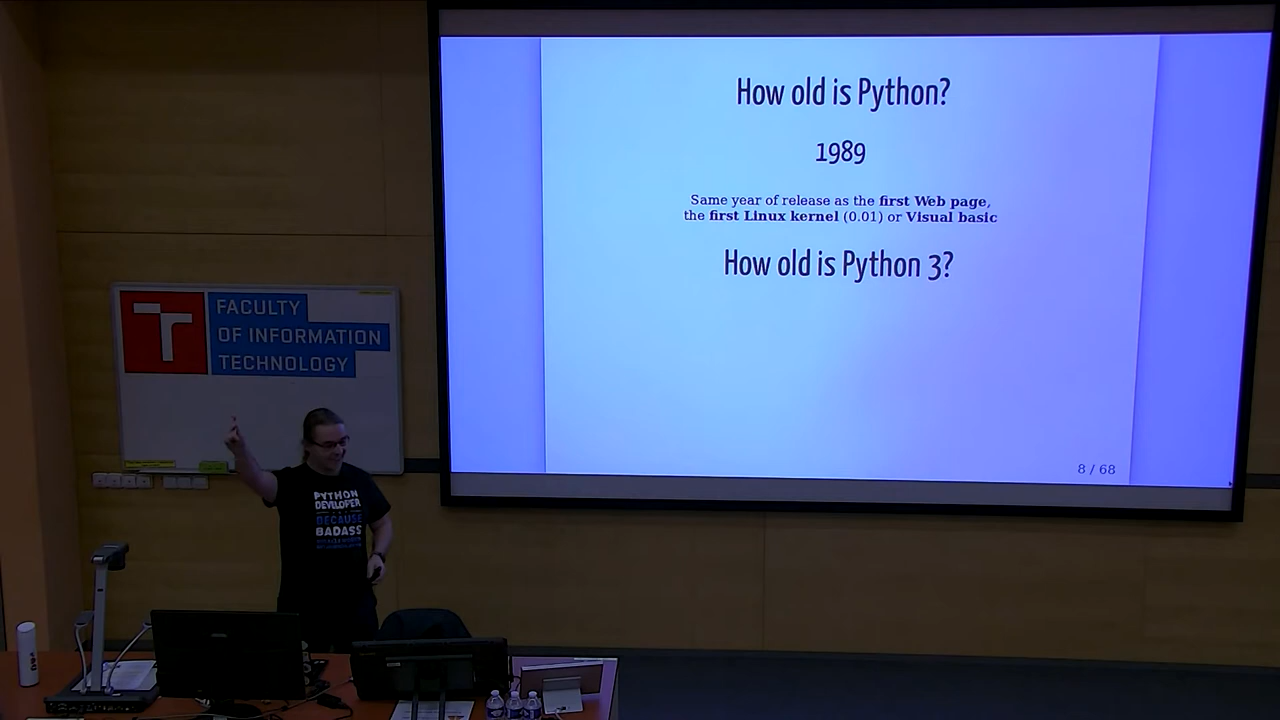 How old is Python?
1989
Same year of release as the first Web page,
the first Linux kernel (0.01) or Visual basic
How old is Python 3?
8 / 68
FACULTY
OF INFORMATION
TECHNOLOGY
PYTHON
DEVELOPER
BECAUSE
BADASS